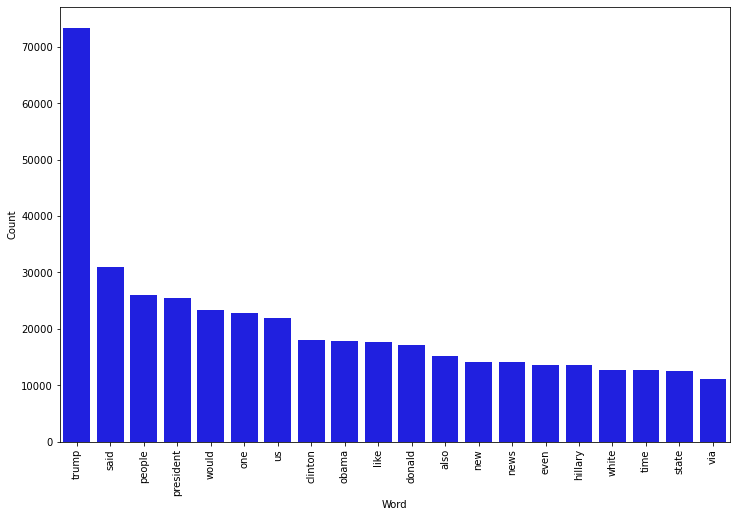 70000
60000
50000
40000
30000
20000
10000
0
Count
trump
said
people
president
would
one
us
clinton
obama
like
donald
also
new
news
even
hillary
white
time
state
via
Word